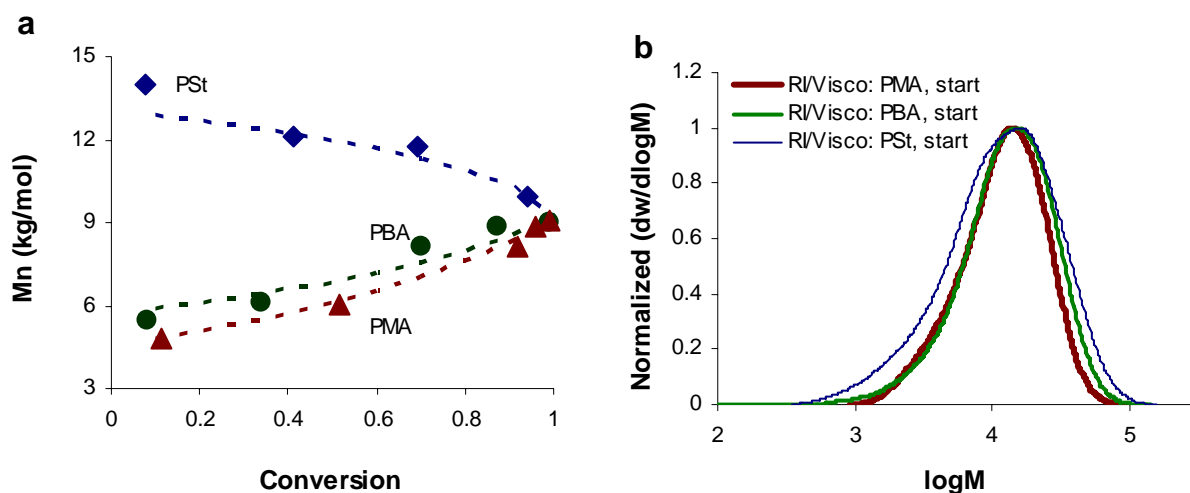 a
15
12
9
6
3
Mn (kg/mol)
PSt
PBA
PMA
0 0.2 0.4 0.6 0.8 1
Conversion
b
1.2
1
0.8
0.6
0.4
0.2
0
Normalized (dw/dlogM)
RI/Visco: PMA, start
RI/Visco: PBA, start
RI/Visco: PSt, start
2 3 4 5
logM